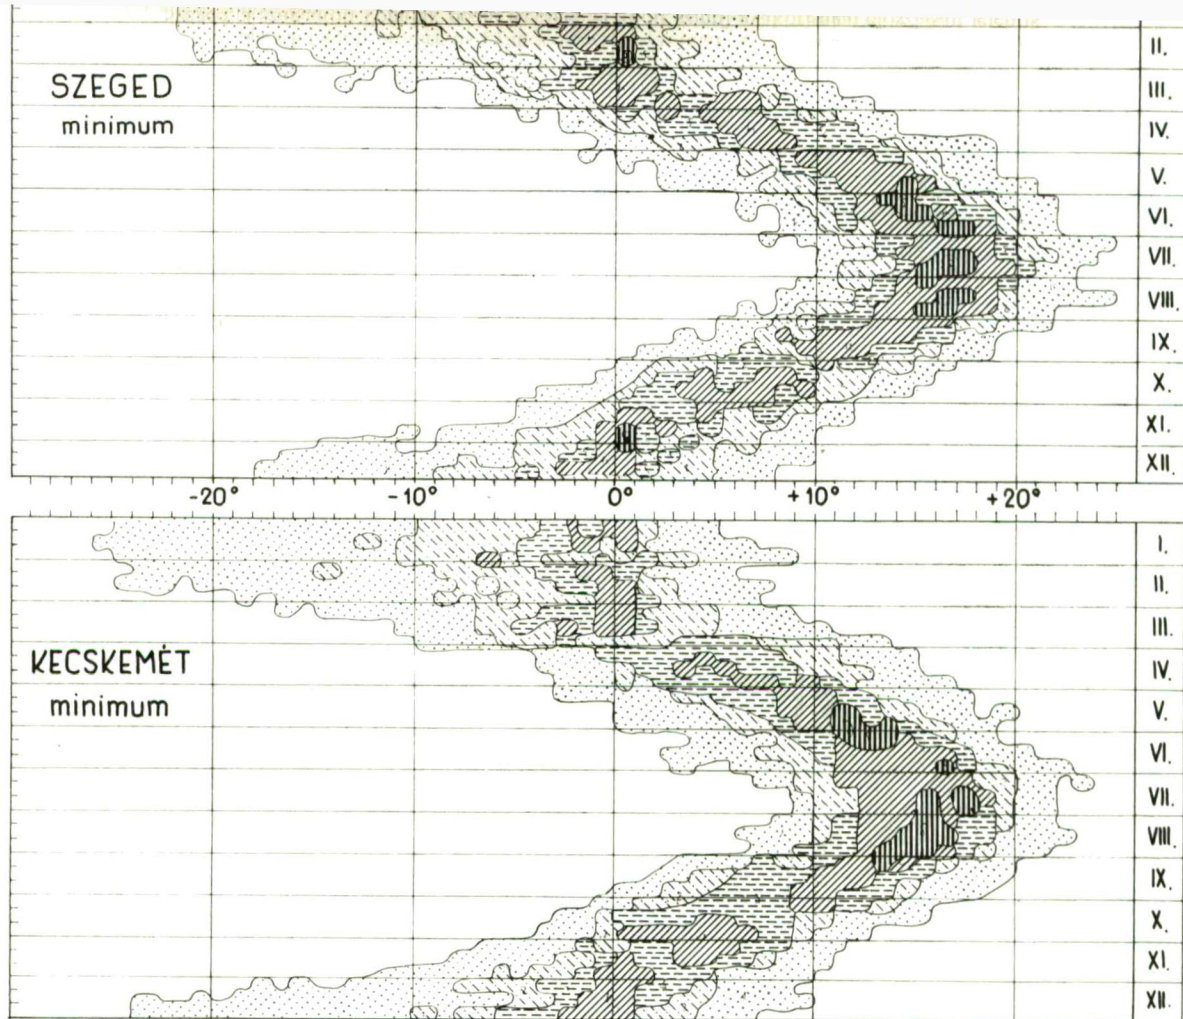 II.
SZEGED
minimum
III.
IV.
V.
VI.
VII.
VIII.
IX.
X.
XI.
XII.
-20° -10° 0° +10° +20°
I.
II.
III.
KECSKEMÉT
minimum
IV.
V.
VI.
VII.
VIII.
IX.
X.
XI.
XII.